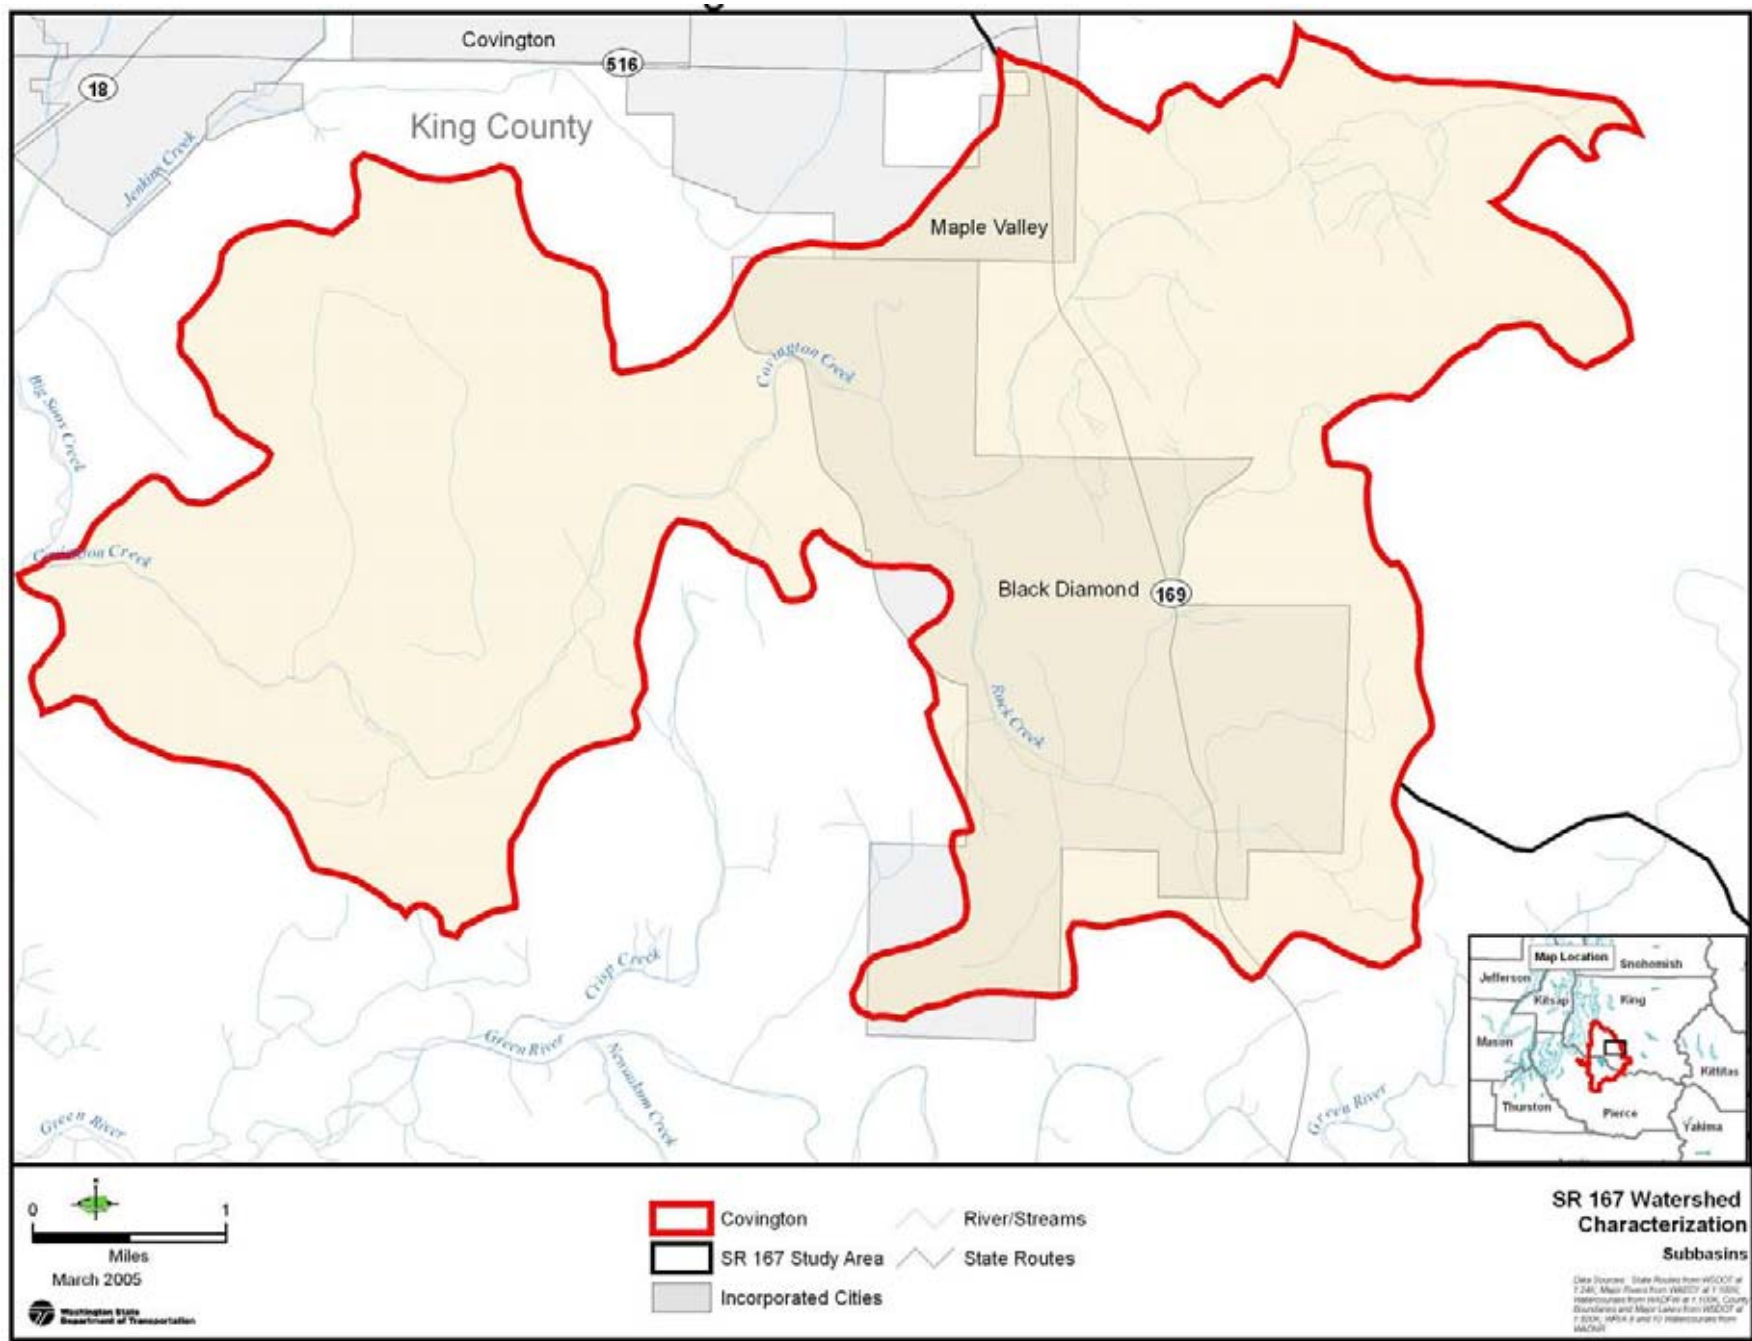 Covington
516
18
King County
Jenkins Creek
Maple Valley
Covington Creek
Big Soos Creek
Covington Creek
Black Diamond
169
Rock Creek
Crisp Creek
Green River
Newaukum Creek
Green River
Green River
Map Location
Snohomish
Jefferson
Kitsap
King
Mason
Kittitas
Thurston
Pierce
Yakima
0 1
Miles
March 2005
Washington State
Department of Transportation
Covington
River/Streams
SR 167 Study Area
State Routes
Incorporated Cities
SR 167 Watershed
Characterization
Subbasins